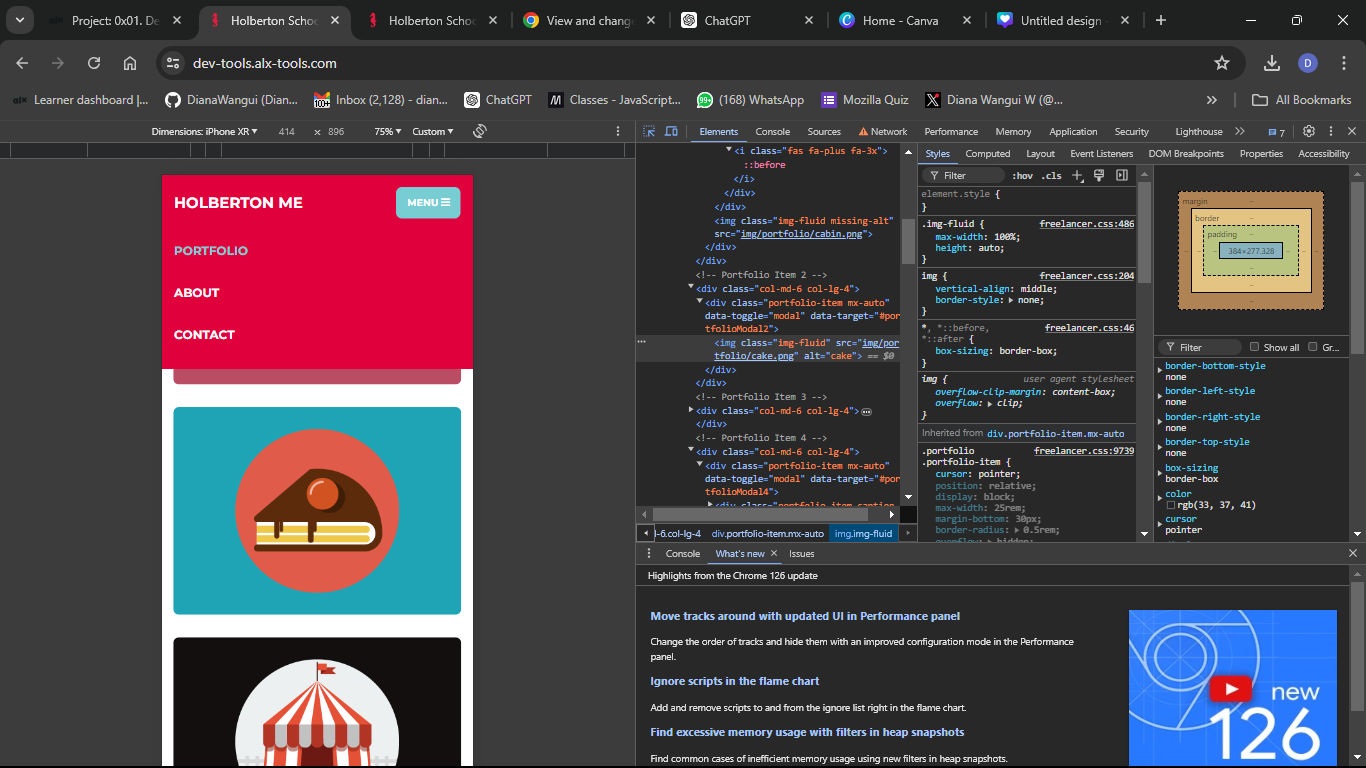 Project: 0x01. De
Holberton Schoo
Holberton Schoo
View and chang
ChatGPT
Home - Canva
Untitled design
dev-tools.alx-tools.com
D
Learner dashboard |...
DianaWangui (Dian...
Inbox (2,128) - dian...
ChatGPT
Classes - JavaScript...
(168) WhatsApp
Mozilla Quiz
Diana Wangui W (@...
All Bookmarks
Dimensions: iPhone XR 414 × 896 75% Custom
Elements Console Sources Network Performance Memory Application Security Lighthouse 7
HOLBERTON ME
MENU
PORTFOLIO
ABOUT
CONTACT
<i class="fas fa-plus fa-3x">
::before
</i>
</div>
</div>
<img class="img-fluid missing-alt"
src="img/portfolio/cabin.png">
</div>
</div>
<!-- Portfolio Item 2 -->
<div class="col-md-6 col-lg-4">
<div class="portfolio-item mx-auto"
data-toggle="modal" data-target="#por
tfolioModal2">
<img class="img-fluid" src="img/por
tfolio/cake.png" alt="cake"> == $0
</div>
</div>
<!-- Portfolio Item 3 -->
<div class="col-md-6 col-lg-4">
</div>
<!-- Portfolio Item 4 -->
<div class="col-md-6 col-lg-4">
<div class="portfolio-item mx-auto"
data-toggle="modal" data-target="#por
tfolioModal4">
l-6.col-lg-4 div.portfolio-item.mx-auto img.img-fluid
Styles Computed Layout Event Listeners DOM Breakpoints Properties Accessibility
Filter :hov .cls
element.style {
}
.img-fluid { freelancer.css:486
max-width: 100%;
height: auto;
}
img { freelancer.css:204
vertical-align: middle;
border-style: none;
}
*, *::before, freelancer.css:46
*::after {
box-sizing: border-box;
}
img { user agent stylesheet
overflow-clip-margin: content-box;
overflow: clip;
}
Inherited from div.portfolio-item.mx-auto
.portfolio freelancer.css:9739
.portfolio-item {
cursor: pointer;
position: relative;
display: block;
max-width: 25rem;
margin-bottom: 30px;
border-radius: 0.5rem;
overflow: hidden;
margin
border
padding
384×277.328
Filter Show all Gr...
border-bottom-style
none
border-left-style
none
border-right-style
none
border-top-style
none
box-sizing
border-box
color
rgb(33, 37, 41)
cursor
pointer
Console What's new Issues
Highlights from the Chrome 126 update
Move tracks around with updated UI in Performance panel
Change the order of tracks and hide them with an improved configuration mode in the Performance
panel.
Ignore scripts in the flame chart
Add and remove scripts to and from the ignore list right in the flame chart.
Find excessive memory usage with filters in heap snapshots
Find common cases of inefficient memory usage using new filters in heap snapshots.
new
126